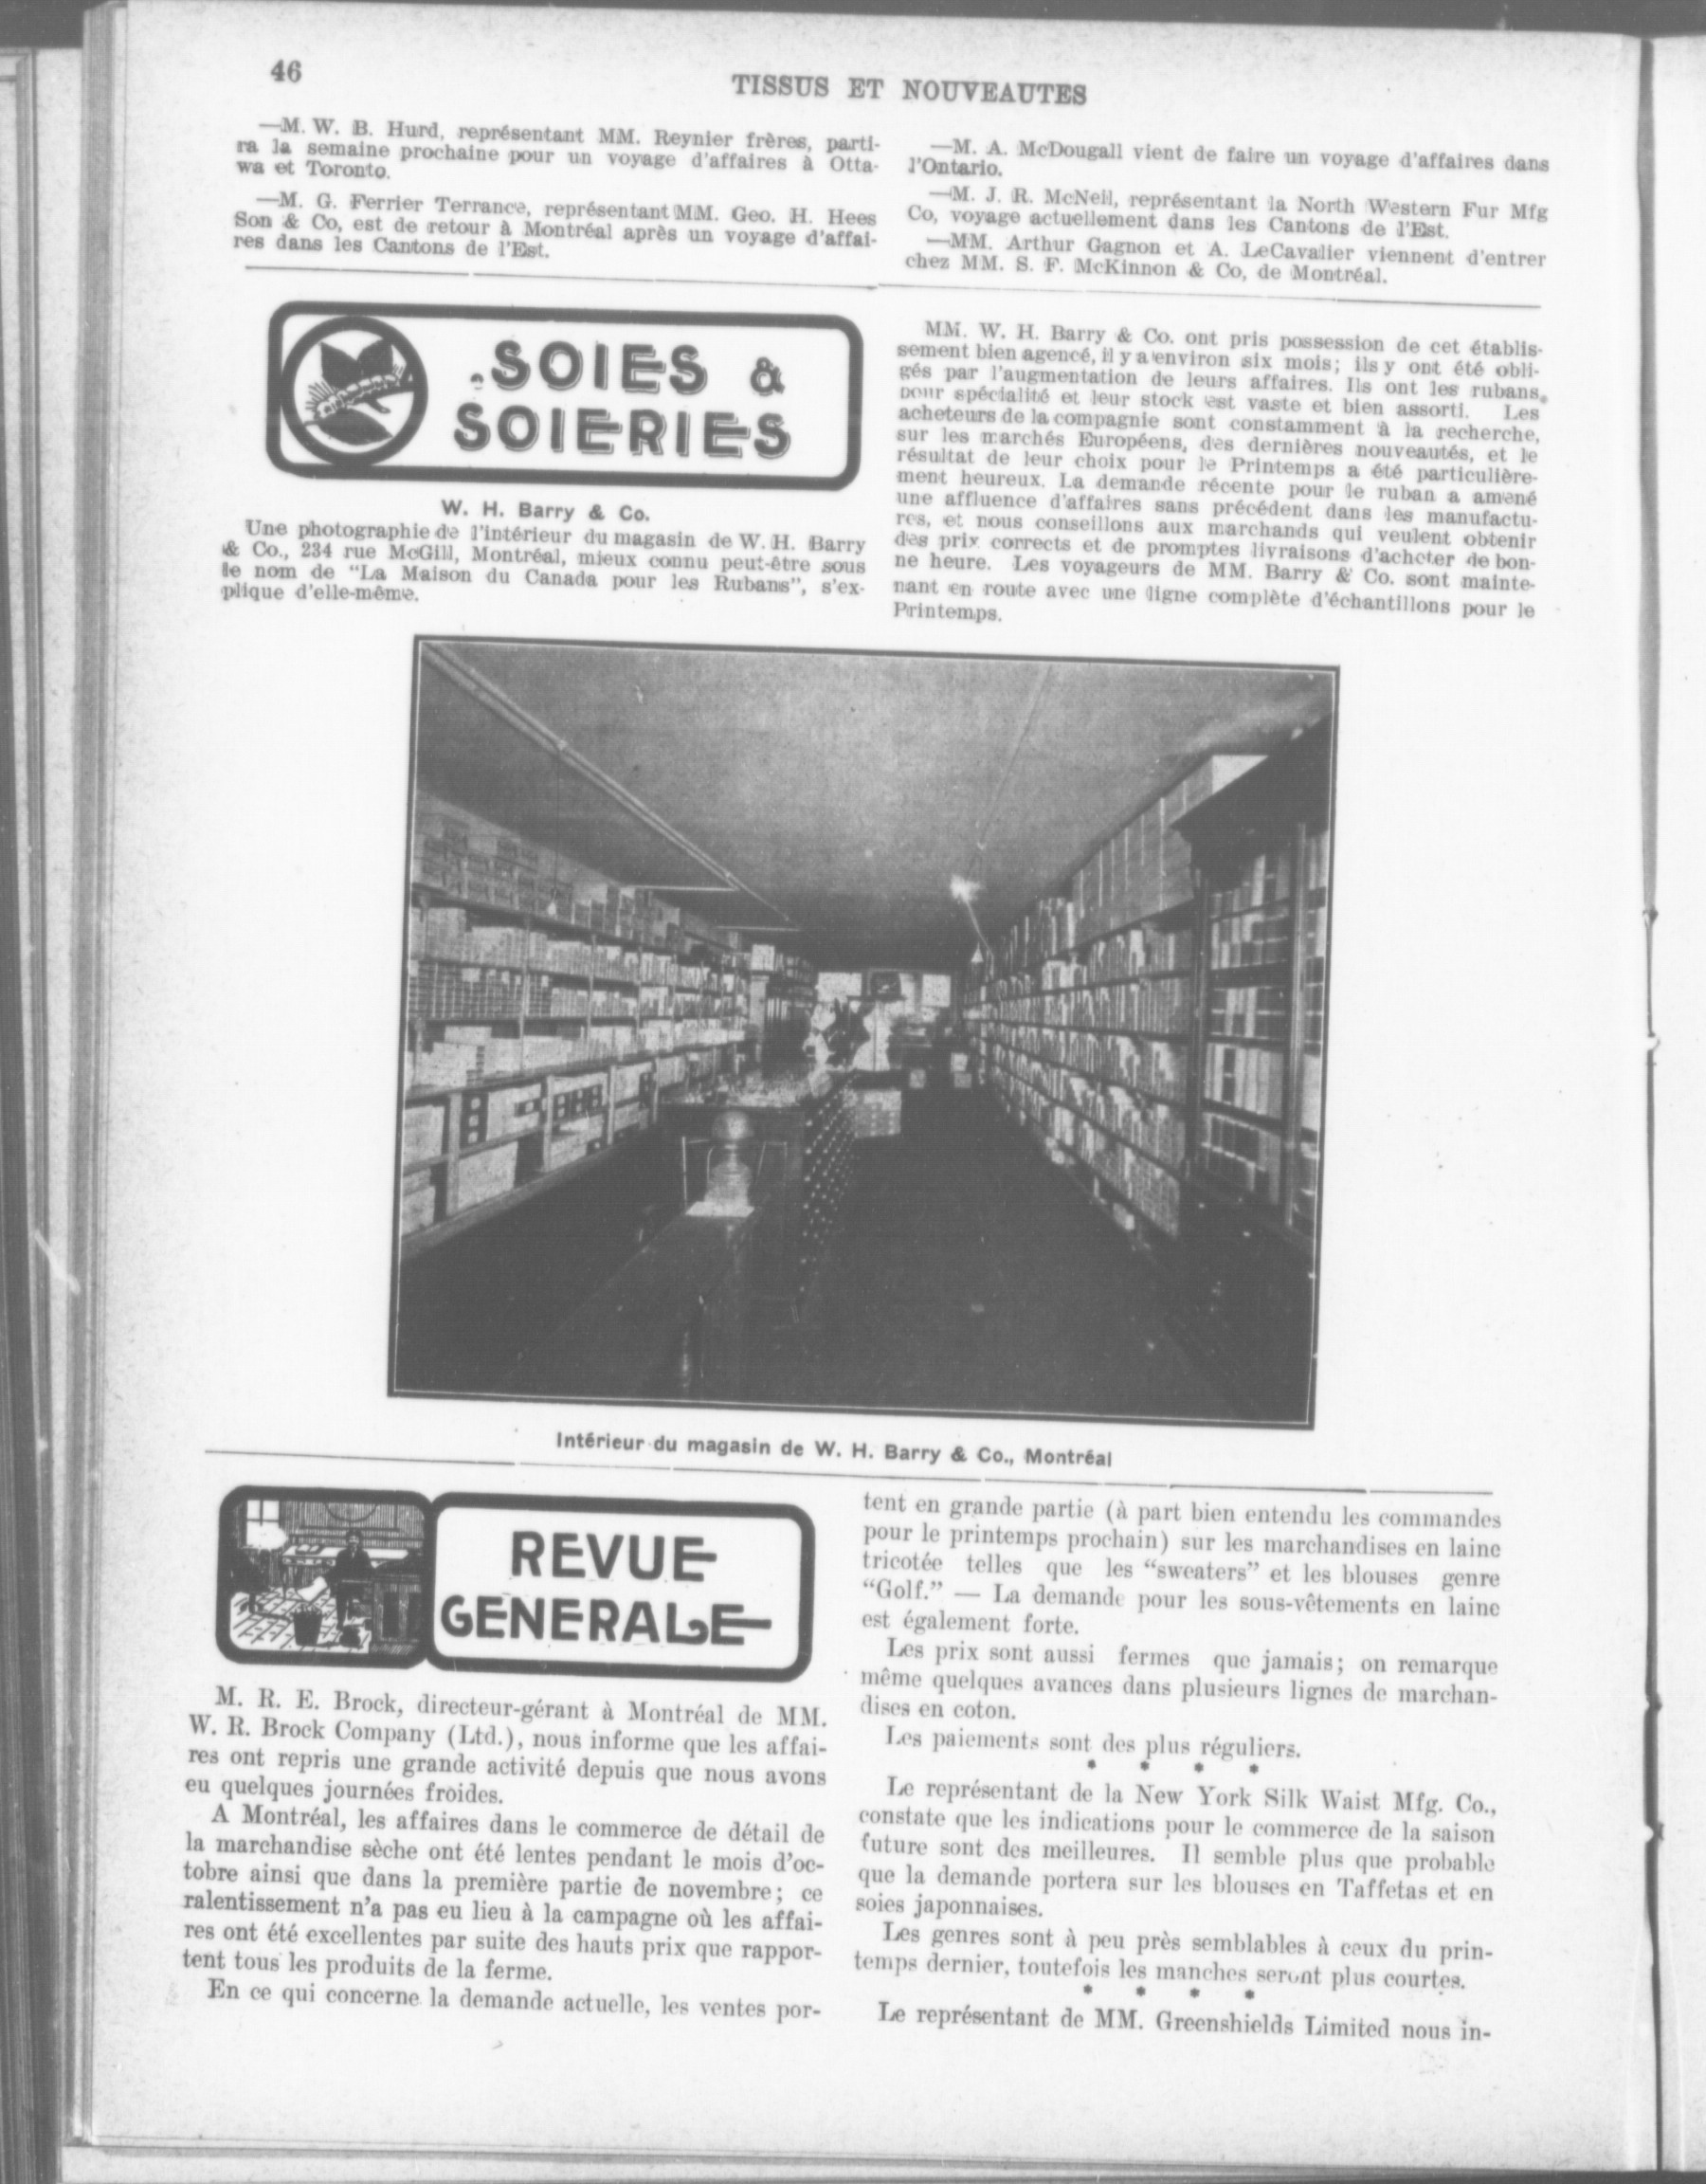 46
TISSUS ET NOUVEAUTES
—M. W. B. Hurd, représentant MM. Reynier frères, parti-
ra la semaine prochaine pour un voyage d'affaires à Otta-
wa et Toronto.
—M. G. Ferrier Terrance, représentant MM. Geo. H. Hees
Son & Co, est de retour à Montréal après un voyage d'affai-
res dans les Cantons de l'Est.
—M. A. McDougall vient de faire un voyage d'affaires dans
l'Ontario.
—M. J. R. McNeil, représentant la North Western Fur Mfg
Co, voyage actuellement dans les Cantons de l'Est.
—MM. Arthur Gagnon et A. LeCavalier viennent d'entrer
chez MM. S. F. McKinnon & Co, de Montréal.
SOIES &
SOIERIES
W. H. Barry & Co.
Une photographie de l'intérieur du magasin de W. H. Barry
& Co., 234 rue McGill, Montréal, mieux connu peut-être sous
le nom de "La Maison du Canada pour les Rubans", s'ex-
plique d'elle-même.
MM. W. H. Barry & Co. ont pris possession de cet établis-
sement bien agencé, il y a environ six mois; ils y ont été obli-
gés par l'augmentation de leurs affaires. Ils ont les rubans
pour spécialité et leur stock est vaste et bien assorti. Les
acheteurs de la compagnie sont constamment à la recherche,
sur les marchés Européens, des dernières nouveautés, et le
résultat de leur choix pour le Printemps a été particulière-
ment heureux. La demande récente pour le ruban a amené
une affluence d'affaires sans précédent dans les manufactu-
res, et nous conseillons aux marchands qui veulent obtenir
des prix corrects et de promptes livraisons d'acheter de bon-
ne heure. Les voyageurs de MM. Barry & Co. sont mainte-
nant en route avec une ligne complète d'échantillons pour le
Printemps.
Intérieur du magasin de W. H. Barry & Co., Montréal
REVUE
GENERALE
M. R. E. Brock, directeur-gérant à Montréal de MM.
W. R. Brock Company (Ltd.), nous informe que les affai-
res ont repris une grande activité depuis que nous avons
eu quelques journées froides.
A Montréal, les affaires dans le commerce de détail de
la marchandise sèche ont été lentes pendant le mois d'oc-
tobre ainsi que dans la première partie de novembre; ce
ralentissement n'a pas eu lieu à la campagne où les affai-
res ont été excellentes par suite des hauts prix que rappor-
tent tous les produits de la ferme.
En ce qui concerne la demande actuelle, les ventes por-
tent en grande partie (à part bien entendu les commandes
pour le printemps prochain) sur les marchandises en laine
tricotée telles que les "sweaters" et les blouses genre
"Golf." — La demande pour les sous-vêtements en laine
est également forte.
Les prix sont aussi fermes que jamais; on remarque
même quelques avances dans plusieurs lignes de marchan-
dises en coton.
Les paiements sont des plus réguliers.
* * * *
Le représentant de la New York Silk Waist Mfg. Co.,
constate que les indications pour le commerce de la saison
future sont des meilleures. Il semble plus que probable
que la demande portera sur les blouses en Taffetas et en
soies japonnaises.
Les genres sont à peu près semblables à ceux du prin-
temps dernier, toutefois les manches seront plus courtes.
* * * *
Le représentant de MM. Greenshields Limited nous in-